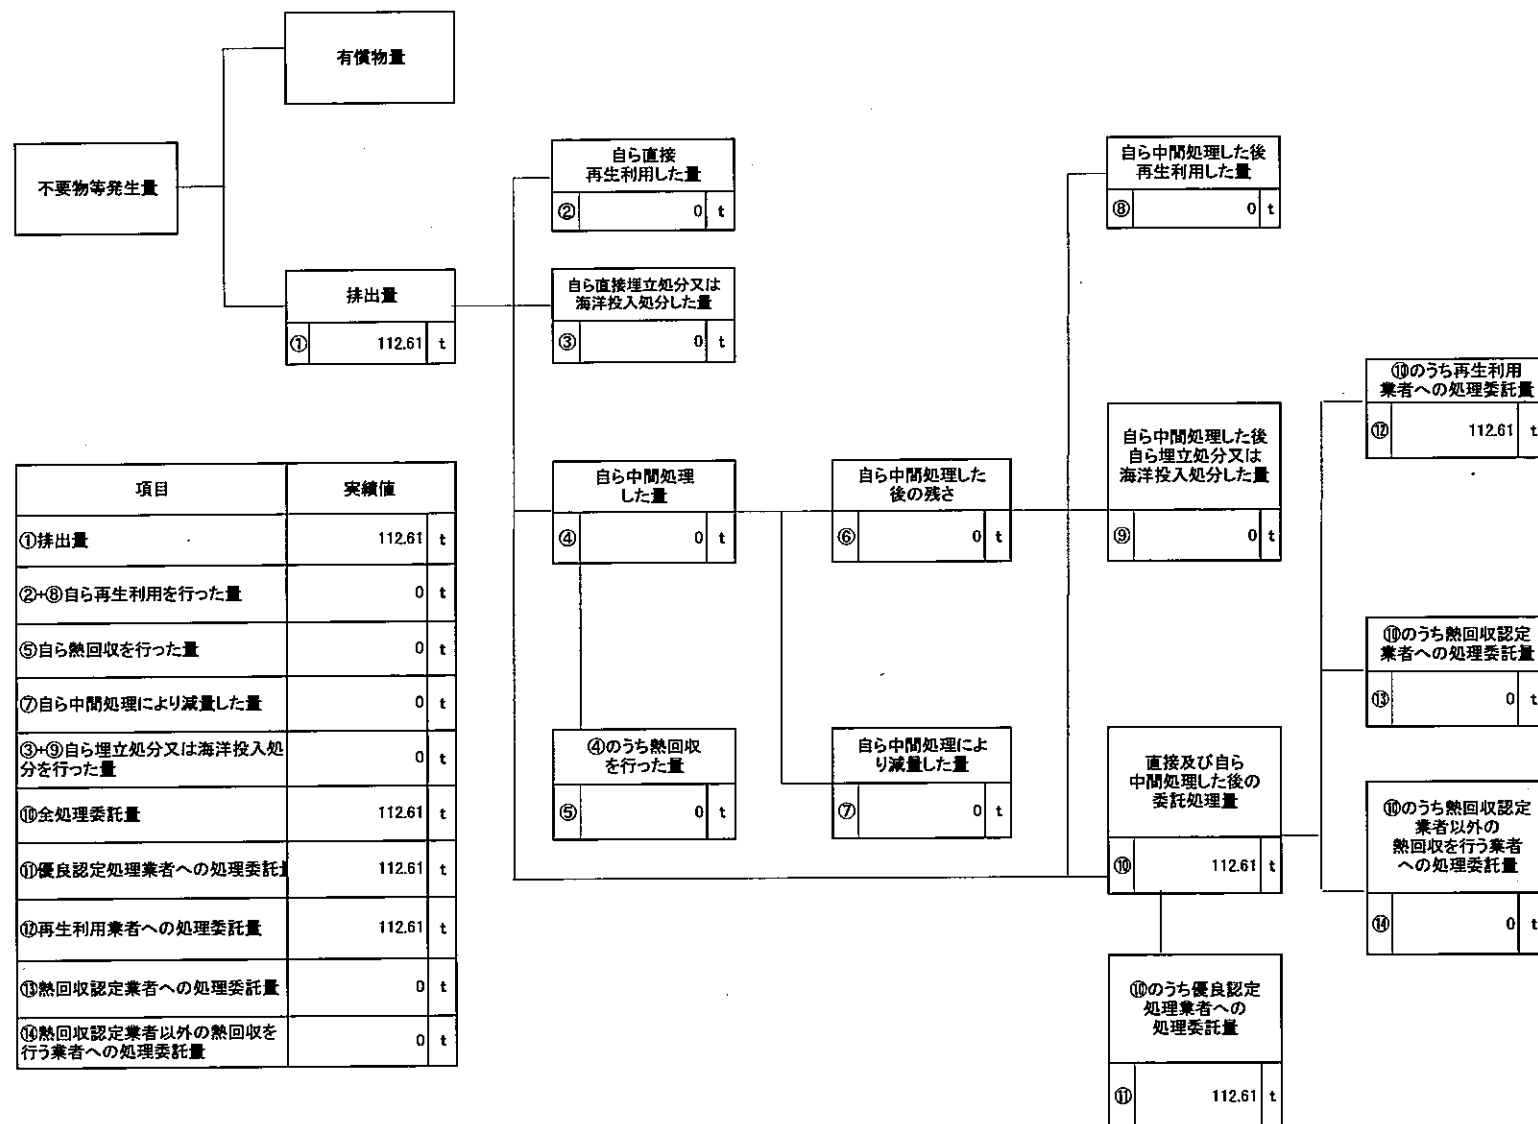 有償物量
不要物等発生量
排出量
① 112.61 t
自ら直接
再生利用した量
② 0 t
自ら直接埋立処分又は
海洋投入処分した量
③ 0 t
自ら中間処理
した量
④ 0 t
④のうち熱回収
を行った量
⑤ 0 t
自ら中間処理した
後の残さ
⑥ 0 t
自ら中間処理によ
り減量した量
⑦ 0 t
自ら中間処理した後
再生利用した量
⑧ 0 t
自ら中間処理した後
自ら埋立処分又は
海洋投入処分した量
⑨ 0 t
直接及び自ら
中間処理した後の
委託処理量
⑩ 112.61 t
⑩のうち優良認定
処理業者への
処理委託量
⑪ 112.61 t
⑩のうち再生利用
業者への処理委託量
⑫ 112.61 t
⑩のうち熱回収認定
業者への処理委託量
⑬ 0 t
⑩のうち熱回収認定
業者以外の
熱回収を行う業者
への処理委託量
⑭ 0 t
項目 実績値
①排出量 112.61 t
②+⑧自ら再生利用を行った量 0 t
⑤自ら熱回収を行った量 0 t
⑦自ら中間処理により減量した量 0 t
③+⑨自ら埋立処分又は海洋投入処
分を行った量 0 t
⑩全処理委託量 112.61 t
⑪優良認定処理業者への処理委託量 112.61 t
⑫再生利用業者への処理委託量 112.61 t
⑬熱回収認定業者への処理委託量 0 t
⑭熱回収認定業者以外の熱回収を
行う業者への処理委託量 0 t